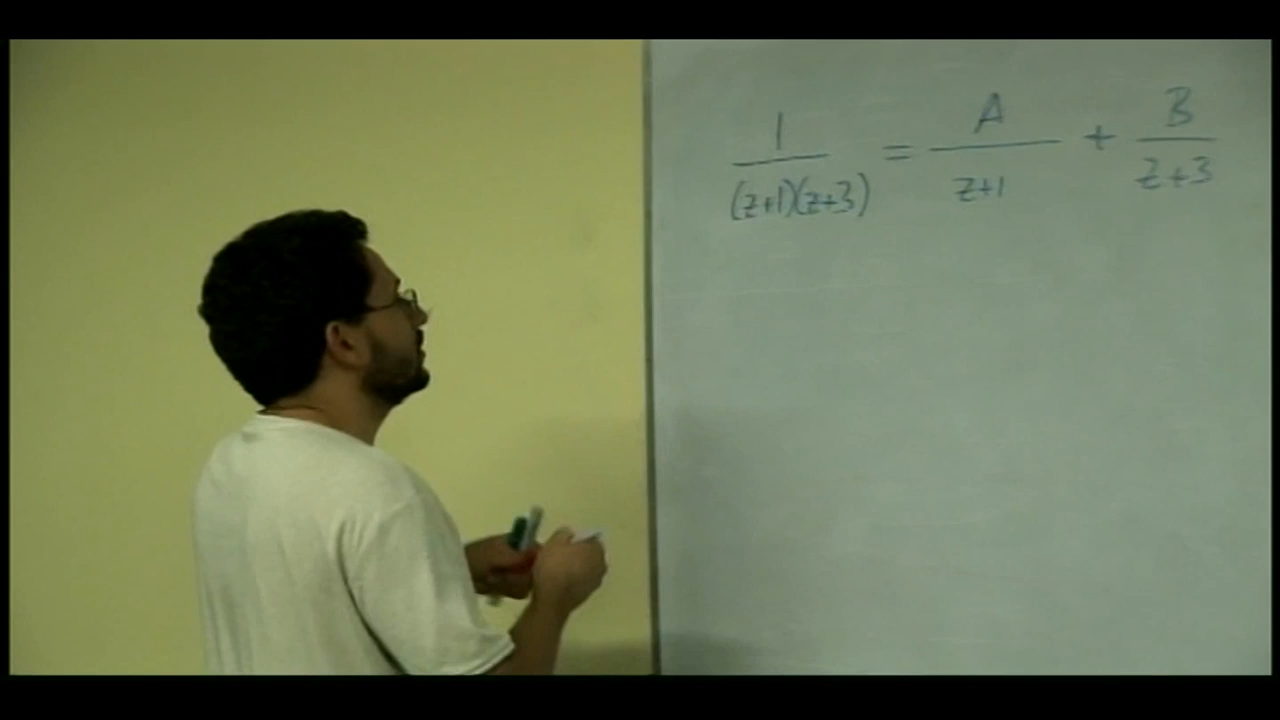 1/((z+1)(z+3)) = A/(z+1) + B/(z+3)